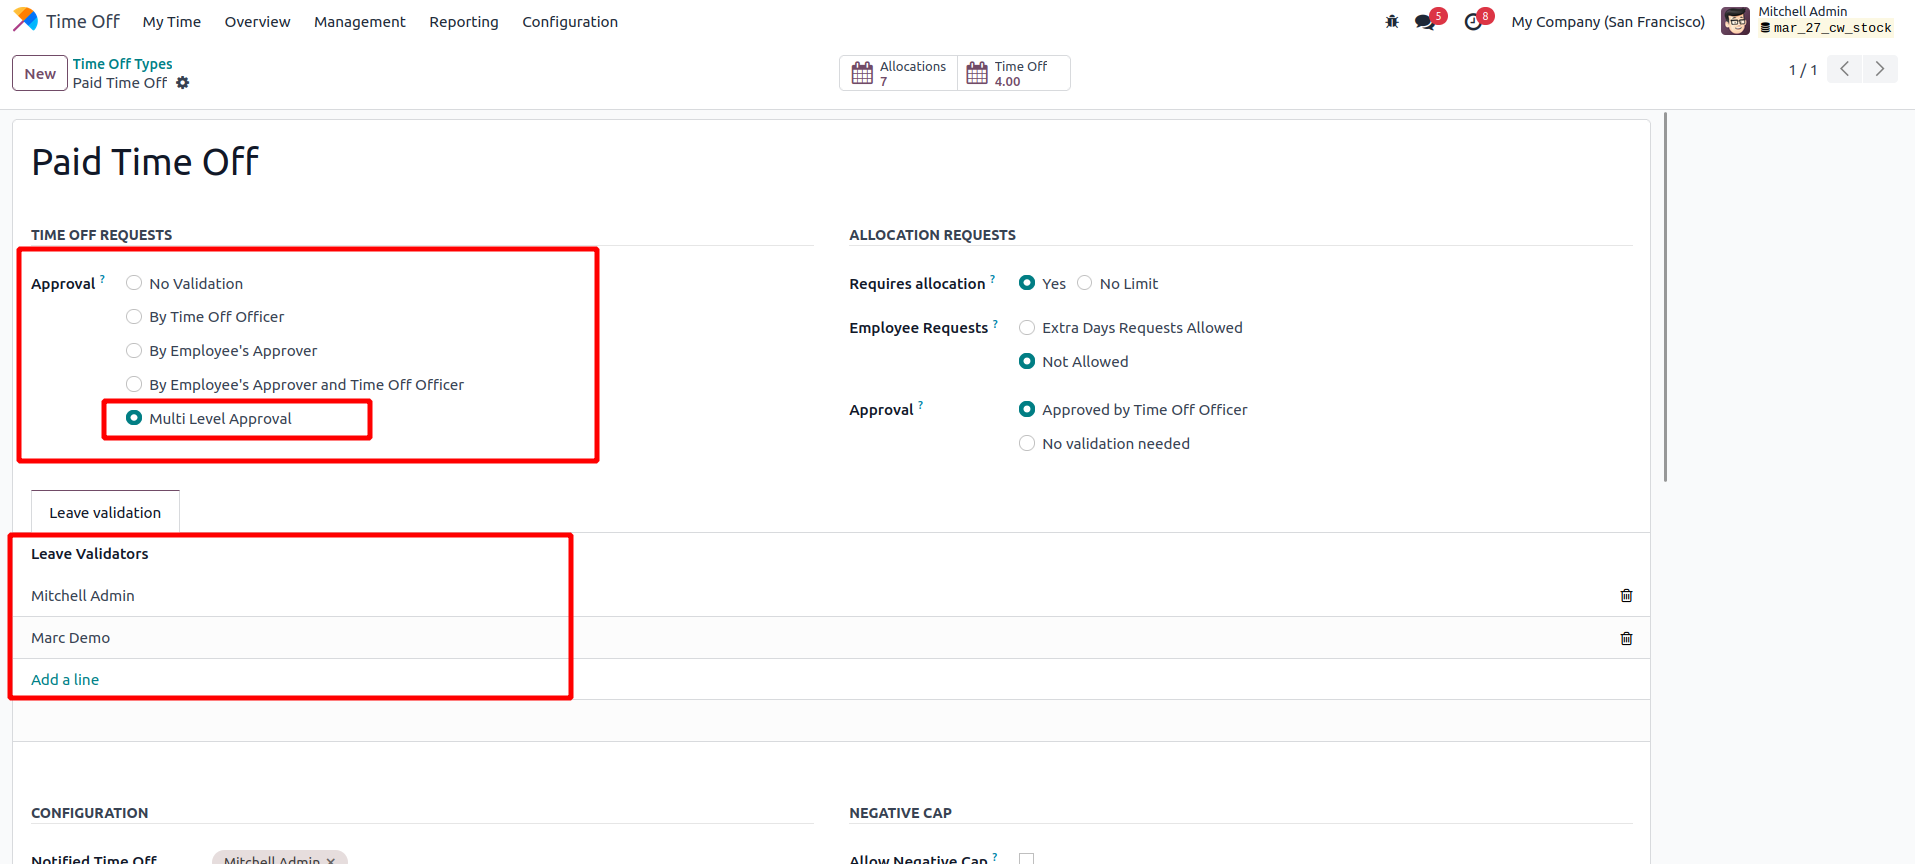 Time Off My Time Overview Management Reporting Configuration 5 8 My Company (San Francisco) Mitchell Admin
mar_27_cw_stock
New Time Off Types
Paid Time Off
Allocations
7
Time Off
4.00
1 / 1
Paid Time Off
TIME OFF REQUESTS
Approval ?
No Validation
By Time Off Officer
By Employee's Approver
By Employee's Approver and Time Off Officer
Multi Level Approval
ALLOCATION REQUESTS
Requires allocation ? Yes No Limit
Employee Requests ? Extra Days Requests Allowed
Not Allowed
Approval ? Approved by Time Off Officer
No validation needed
Leave validation
Leave Validators
Mitchell Admin
Marc Demo
Add a line
CONFIGURATION
Notified Time Off Mitchell Admin ×
NEGATIVE CAP
Allow Negative Cap ?